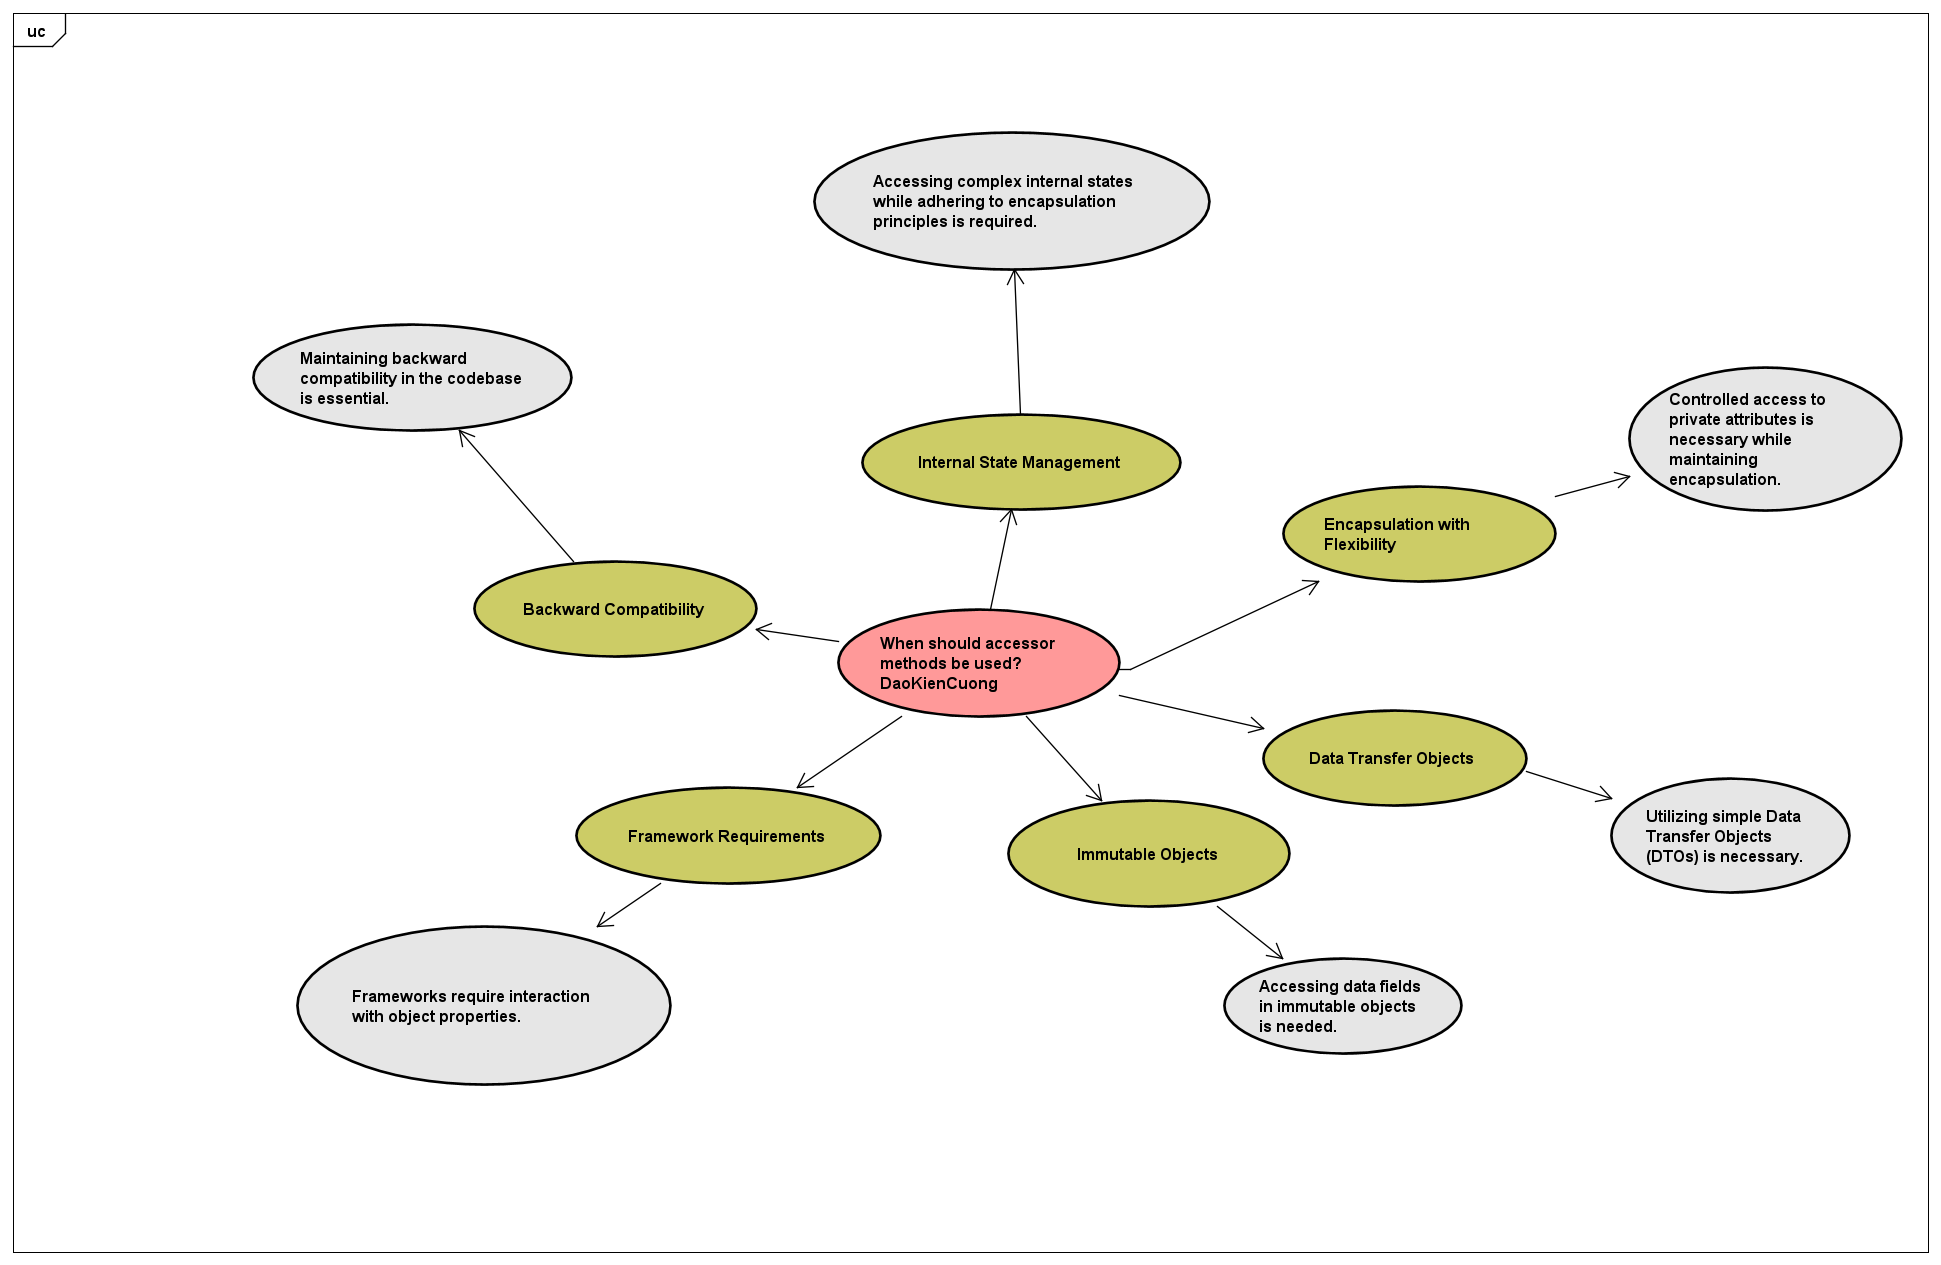 uc
Accessing complex internal states
while adhering to encapsulation
principles is required.
Maintaining backward
compatibility in the codebase
is essential.
Controlled access to
private attributes is
necessary while
maintaining
encapsulation.
Internal State Management
Encapsulation with
Flexibility
Backward Compatibility
When should accessor
methods be used?
DaoKienCuong
Data Transfer Objects
Utilizing simple Data
Transfer Objects
(DTOs) is necessary.
Framework Requirements
Immutable Objects
Frameworks require interaction
with object properties.
Accessing data fields
in immutable objects
is needed.